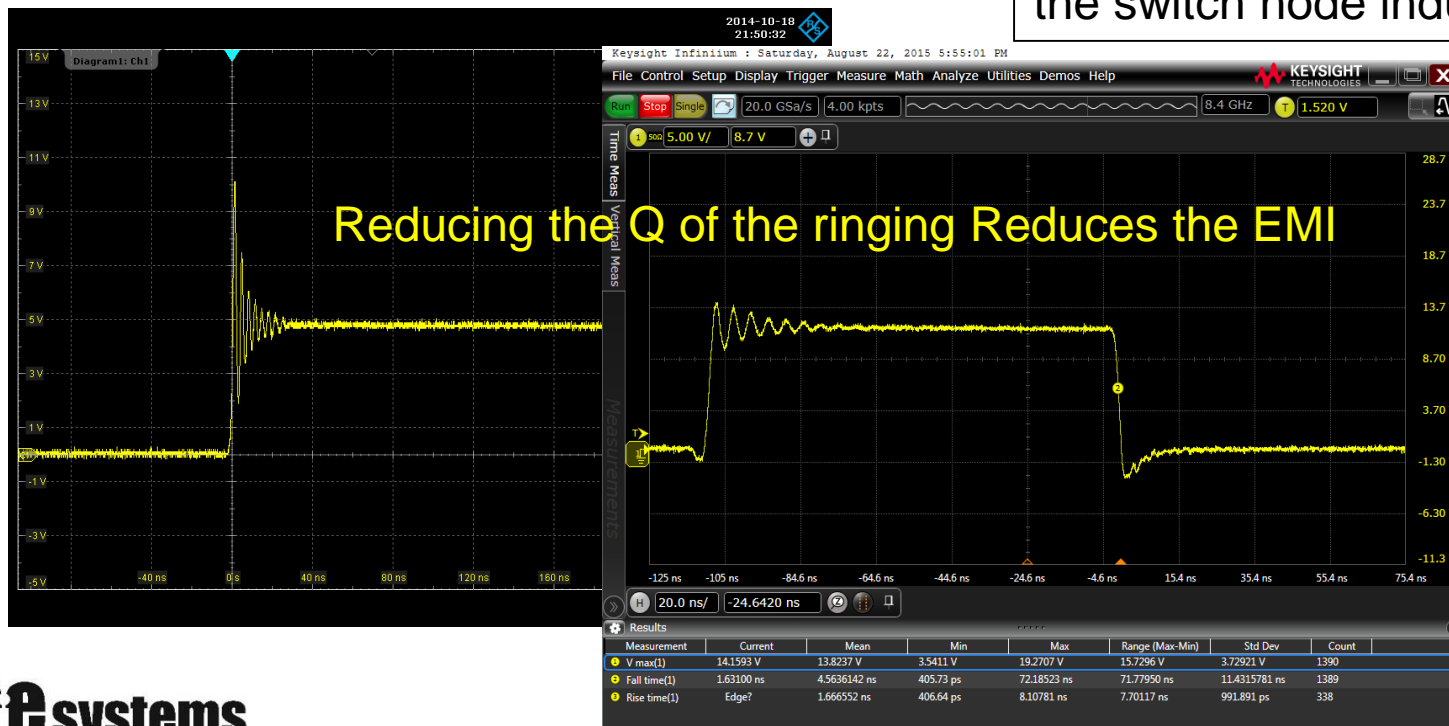 the switch node
2014-10-18
21:50:32
15 V
Diagram1: Ch1
13 V
11 V
9 V
7 V
5 V
3 V
1 V
-1 V
-3 V
-5 V
-40 ns
0 s
40 ns
80 ns
120 ns
160 ns
Reducing the Q of the ringing Reduces the EMI
Keysight Infiniium : Saturday, August 22, 2015 5:55:01 PM
File Control Setup Display Trigger Measure Math Analyze Utilities Demos Help
KEYSIGHT
TECHNOLOGIES
Run Stop Single 20.0 GSa/s 4.00 kpts 8.4 GHz T 1.520 V
1 50Ω 5.00 V/ 8.7 V
Time Meas
Vertical Meas
Measurements
28.7
23.7
18.7
13.7
8.70
3.70
-1.30
-6.30
-11.3
2
T
1
-125 ns -105 ns -84.6 ns -64.6 ns -44.6 ns -24.6 ns -4.6 ns 15.4 ns 35.4 ns 55.4 ns 75.4 ns
H 20.0 ns/ -24.6420 ns
Results
Measurement Current Mean Min Max Range (Max-Min) Std Dev Count
1 V max(1) 14.1593 V 13.8237 V 3.5411 V 19.2707 V 15.7296 V 3.72921 V 1390
2 Fall time(1) 1.63100 ns 4.5636142 ns 405.73 ps 72.18523 ns 71.77950 ns 11.4315781 ns 1389
3 Rise time(1) Edge? 1.666552 ns 406.64 ps 8.10781 ns 7.70117 ns 991.891 ps 338
e systems